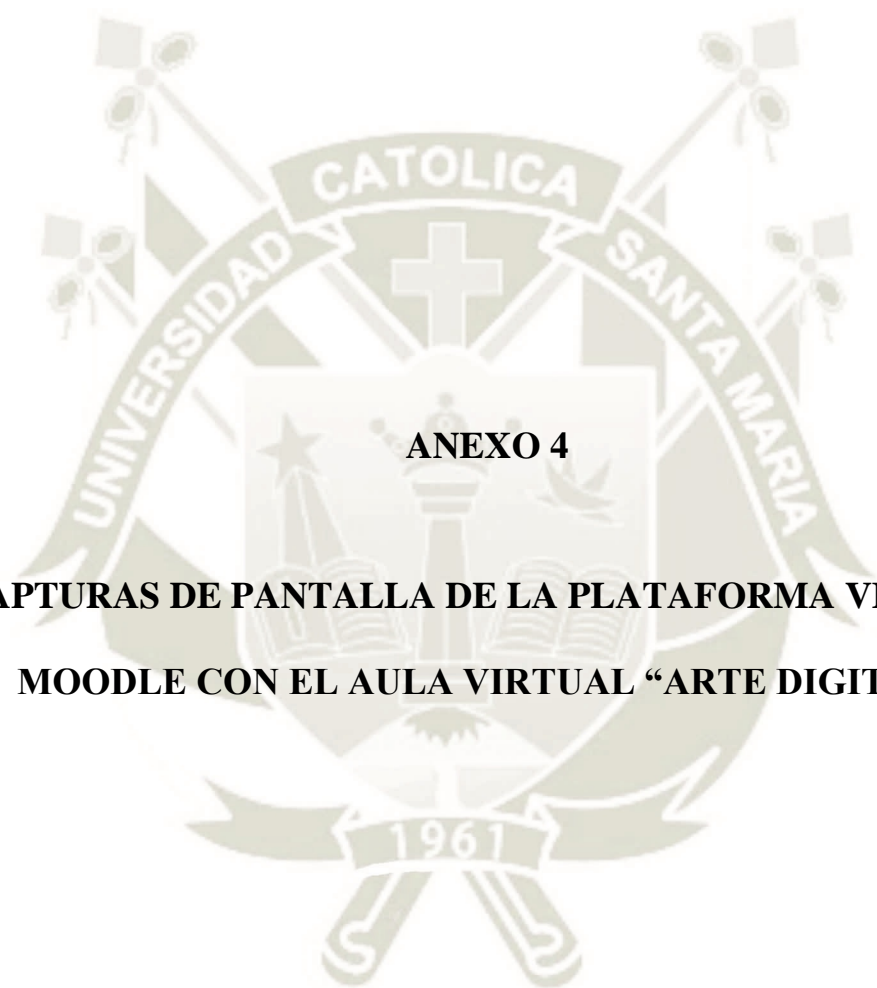 UNIVERSIDAD CATOLICA SANTA MARIA
ANEXO 4
APTURAS DE PANTALLA DE LA PLATAFORMA VI
MOODLE CON EL AULA VIRTUAL “ARTE DIGIT
1961